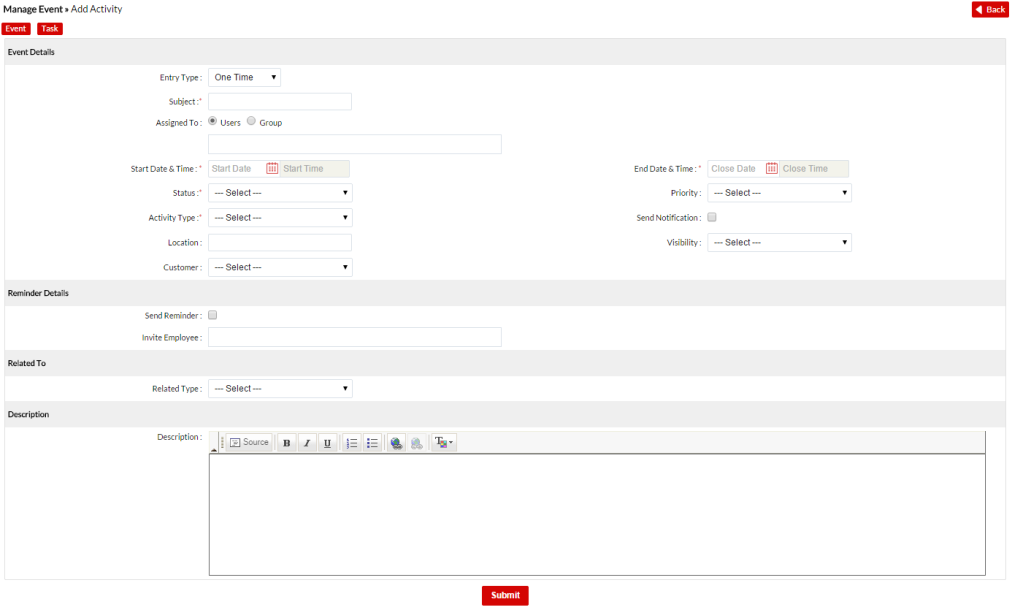 Manage Event » Add Activity
Back
Event Task
Event Details
Entry Type : One Time
Subject :*
Assigned To : Users Group
Start Date & Time : * Start Date Start Time End Date & Time : * Close Date Close Time
Status :* --- Select --- Priority : --- Select ---
Activity Type :* --- Select --- Send Notification :
Location : Visibility : --- Select ---
Customer : --- Select ---
Reminder Details
Send Reminder :
Invite Employee :
Related To
Related Type : --- Select ---
Description
Description : Source B I U
Submit